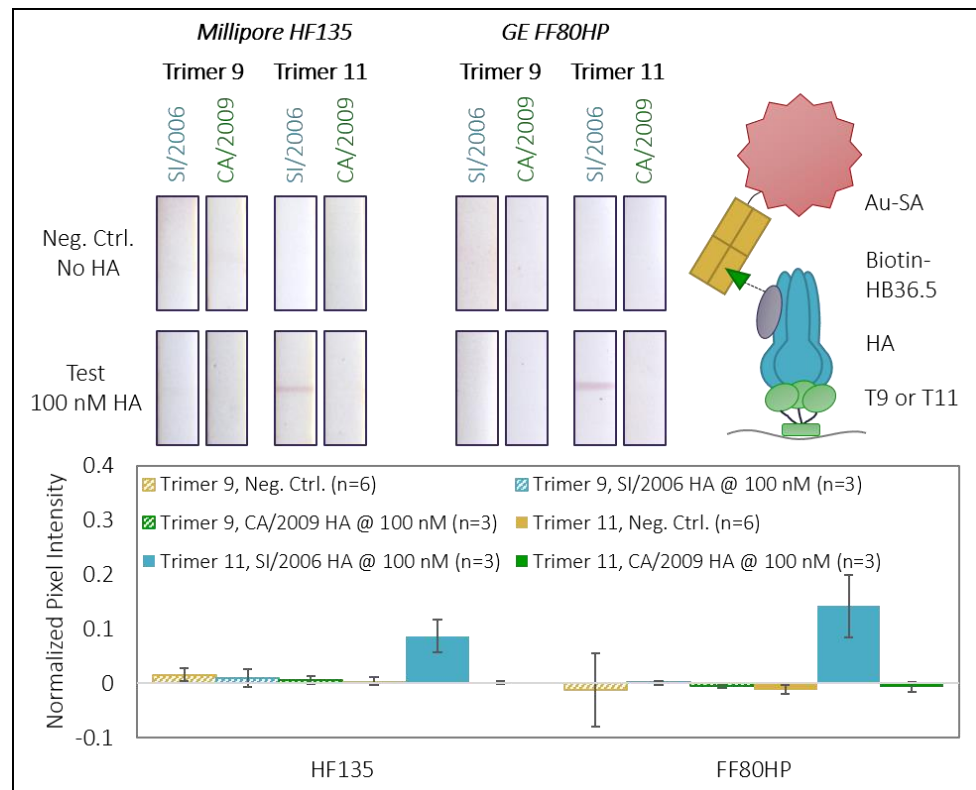 Millipore HF135
GE FF80HP
Trimer 9 Trimer 11
Trimer 9 Trimer 11
SI/2006
CA/2009
SI/2006
CA/2009
SI/2006
CA/2009
SI/2006
CA/2009
Neg. Ctrl.
No HA
Test
100 nM HA
Au-SA
Biotin-
HB36.5
HA
T9 or T11
Normalized Pixel Intensity
0.4
0.3
0.2
0.1
0
-0.1
Trimer 9, Neg. Ctrl. (n=6)
Trimer 9, SI/2006 HA @ 100 nM (n=3)
Trimer 9, CA/2009 HA @ 100 nM (n=3)
Trimer 11, Neg. Ctrl. (n=6)
Trimer 11, SI/2006 HA @ 100 nM (n=3)
Trimer 11, CA/2009 HA @ 100 nM (n=3)
HF135
FF80HP